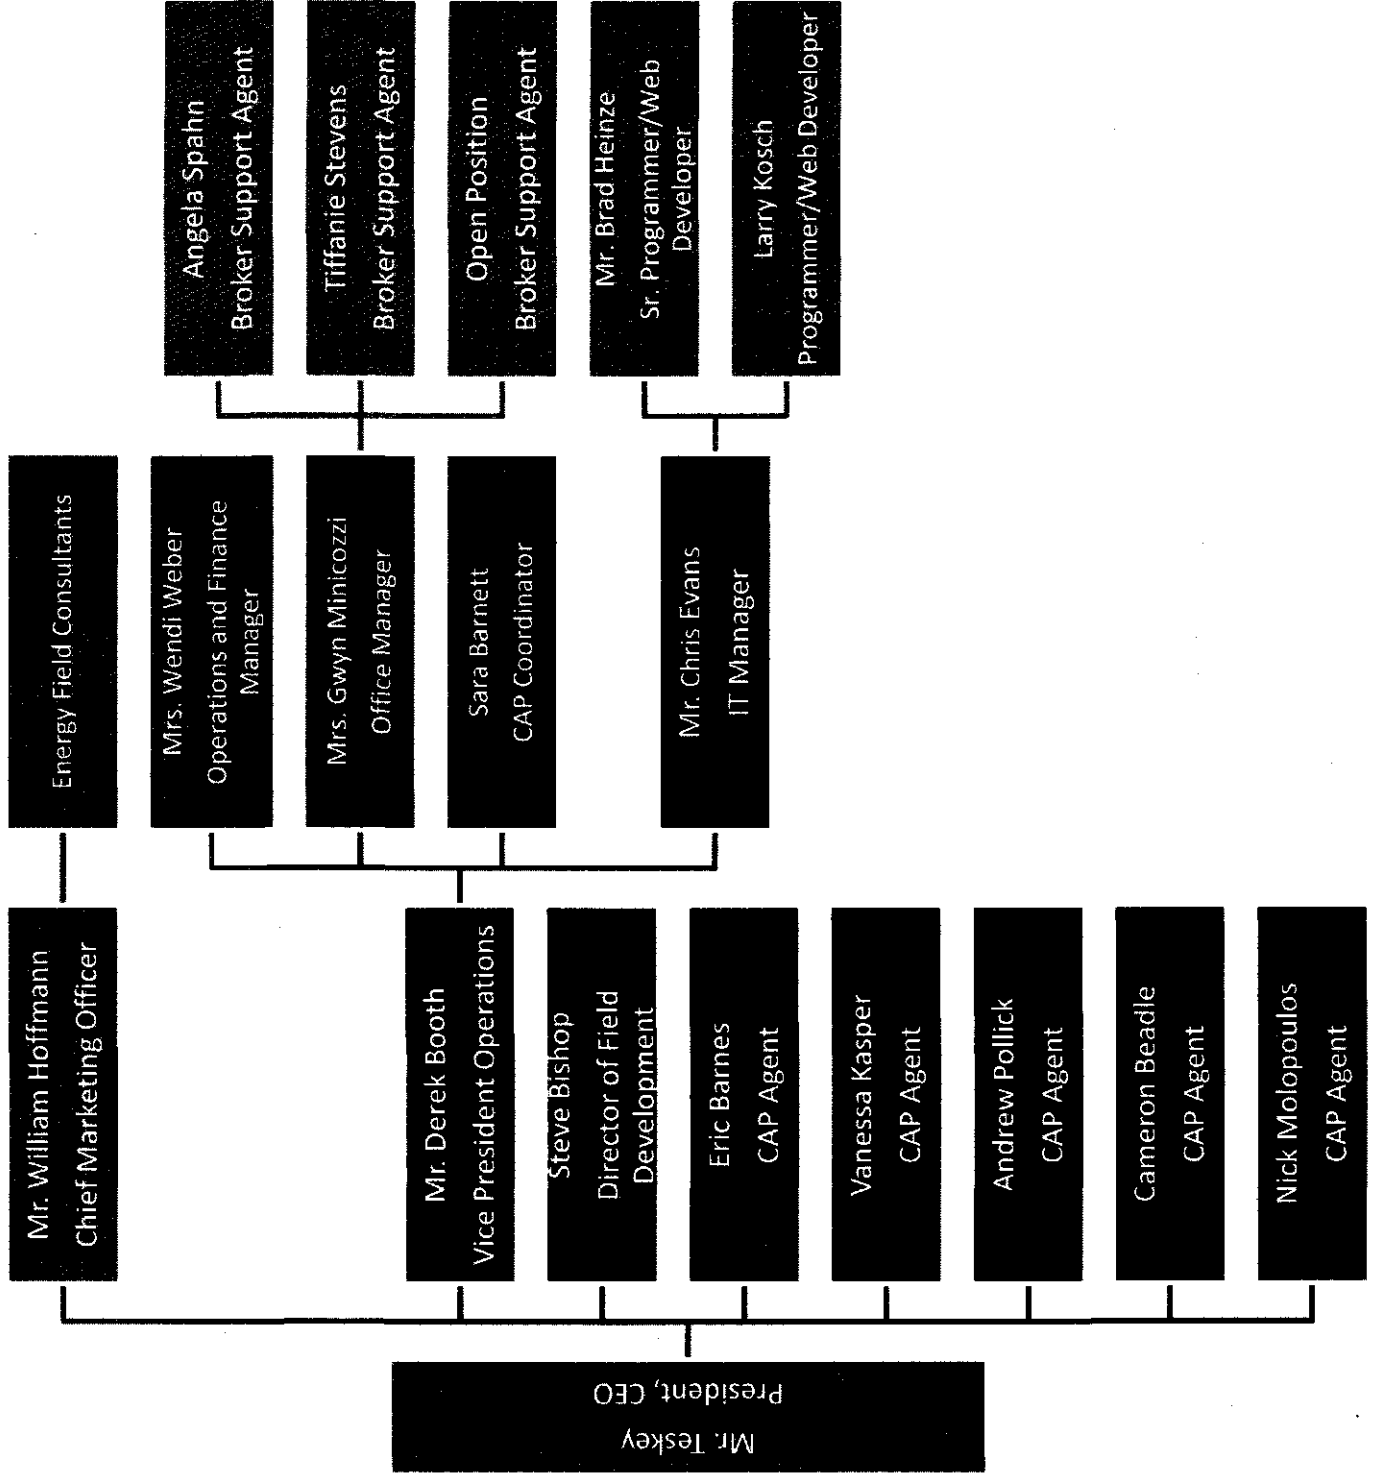 Mr. Teskey
President, CEO
Mr. William Hoffmann
Chief Marketing Officer
Mr. Derek Booth
Vice President Operations
Steve Bishop
Director of Field
Development
Eric Barnes
CAP Agent
Vanessa Kasper
CAP Agent
Andrew Pollick
CAP Agent
Cameron Beadle
CAP Agent
Nick Molopoulos
CAP Agent
Energy Field Consultants
Mrs. Wendi Weber
Operations and Finance
Manager
Mrs. Gwyn Minicozzi
Office Manager
Sara Barnett
CAP Coordinator
Mr. Chris Evans
IT Manager
Angela Spahn
Broker Support Agent
Tiffanie Stevens
Broker Support Agent
Open Position
Broker Support Agent
Mr. Brad Heinze
Sr. Programmer/Web
Developer
Larry Kosch
Programmer/Web Developer